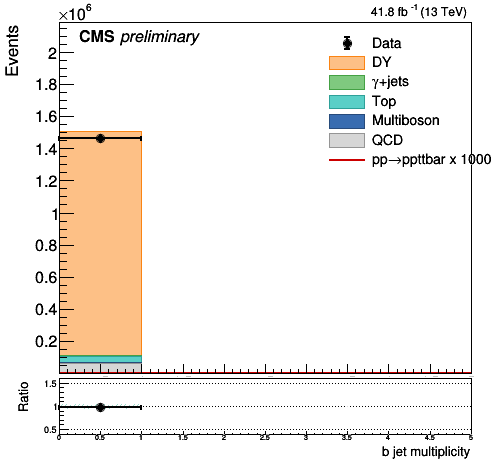 ×10⁶
41.8 fb⁻¹ (13 TeV)
Events
CMS preliminary
Data
DY
γ+jets
Top
Multiboson
QCD
pp→ppttbar x 1000
2
1.8
1.6
1.4
1.2
1
0.8
0.6
0.4
0.2
Ratio
1.5
1
0.5
0 0.5 1 1.5 2 2.5 3 3.5 4 4.5 5
b jet multiplicity